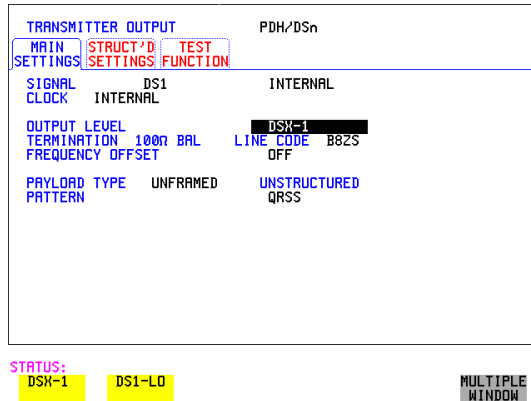 TRANSMITTER OUTPUT PDH/DSn
MAIN SETTINGS STRUCT'D SETTINGS TEST FUNCTION
SIGNAL DS1 INTERNAL
CLOCK INTERNAL
OUTPUT LEVEL DSX-1
TERMINATION 100Ω BAL LINE CODE B8ZS
FREQUENCY OFFSET OFF
PAYLOAD TYPE UNFRAMED UNSTRUCTURED
PATTERN QRSS
STATUS:
DSX-1 DS1-LO MULTIPLE WINDOW